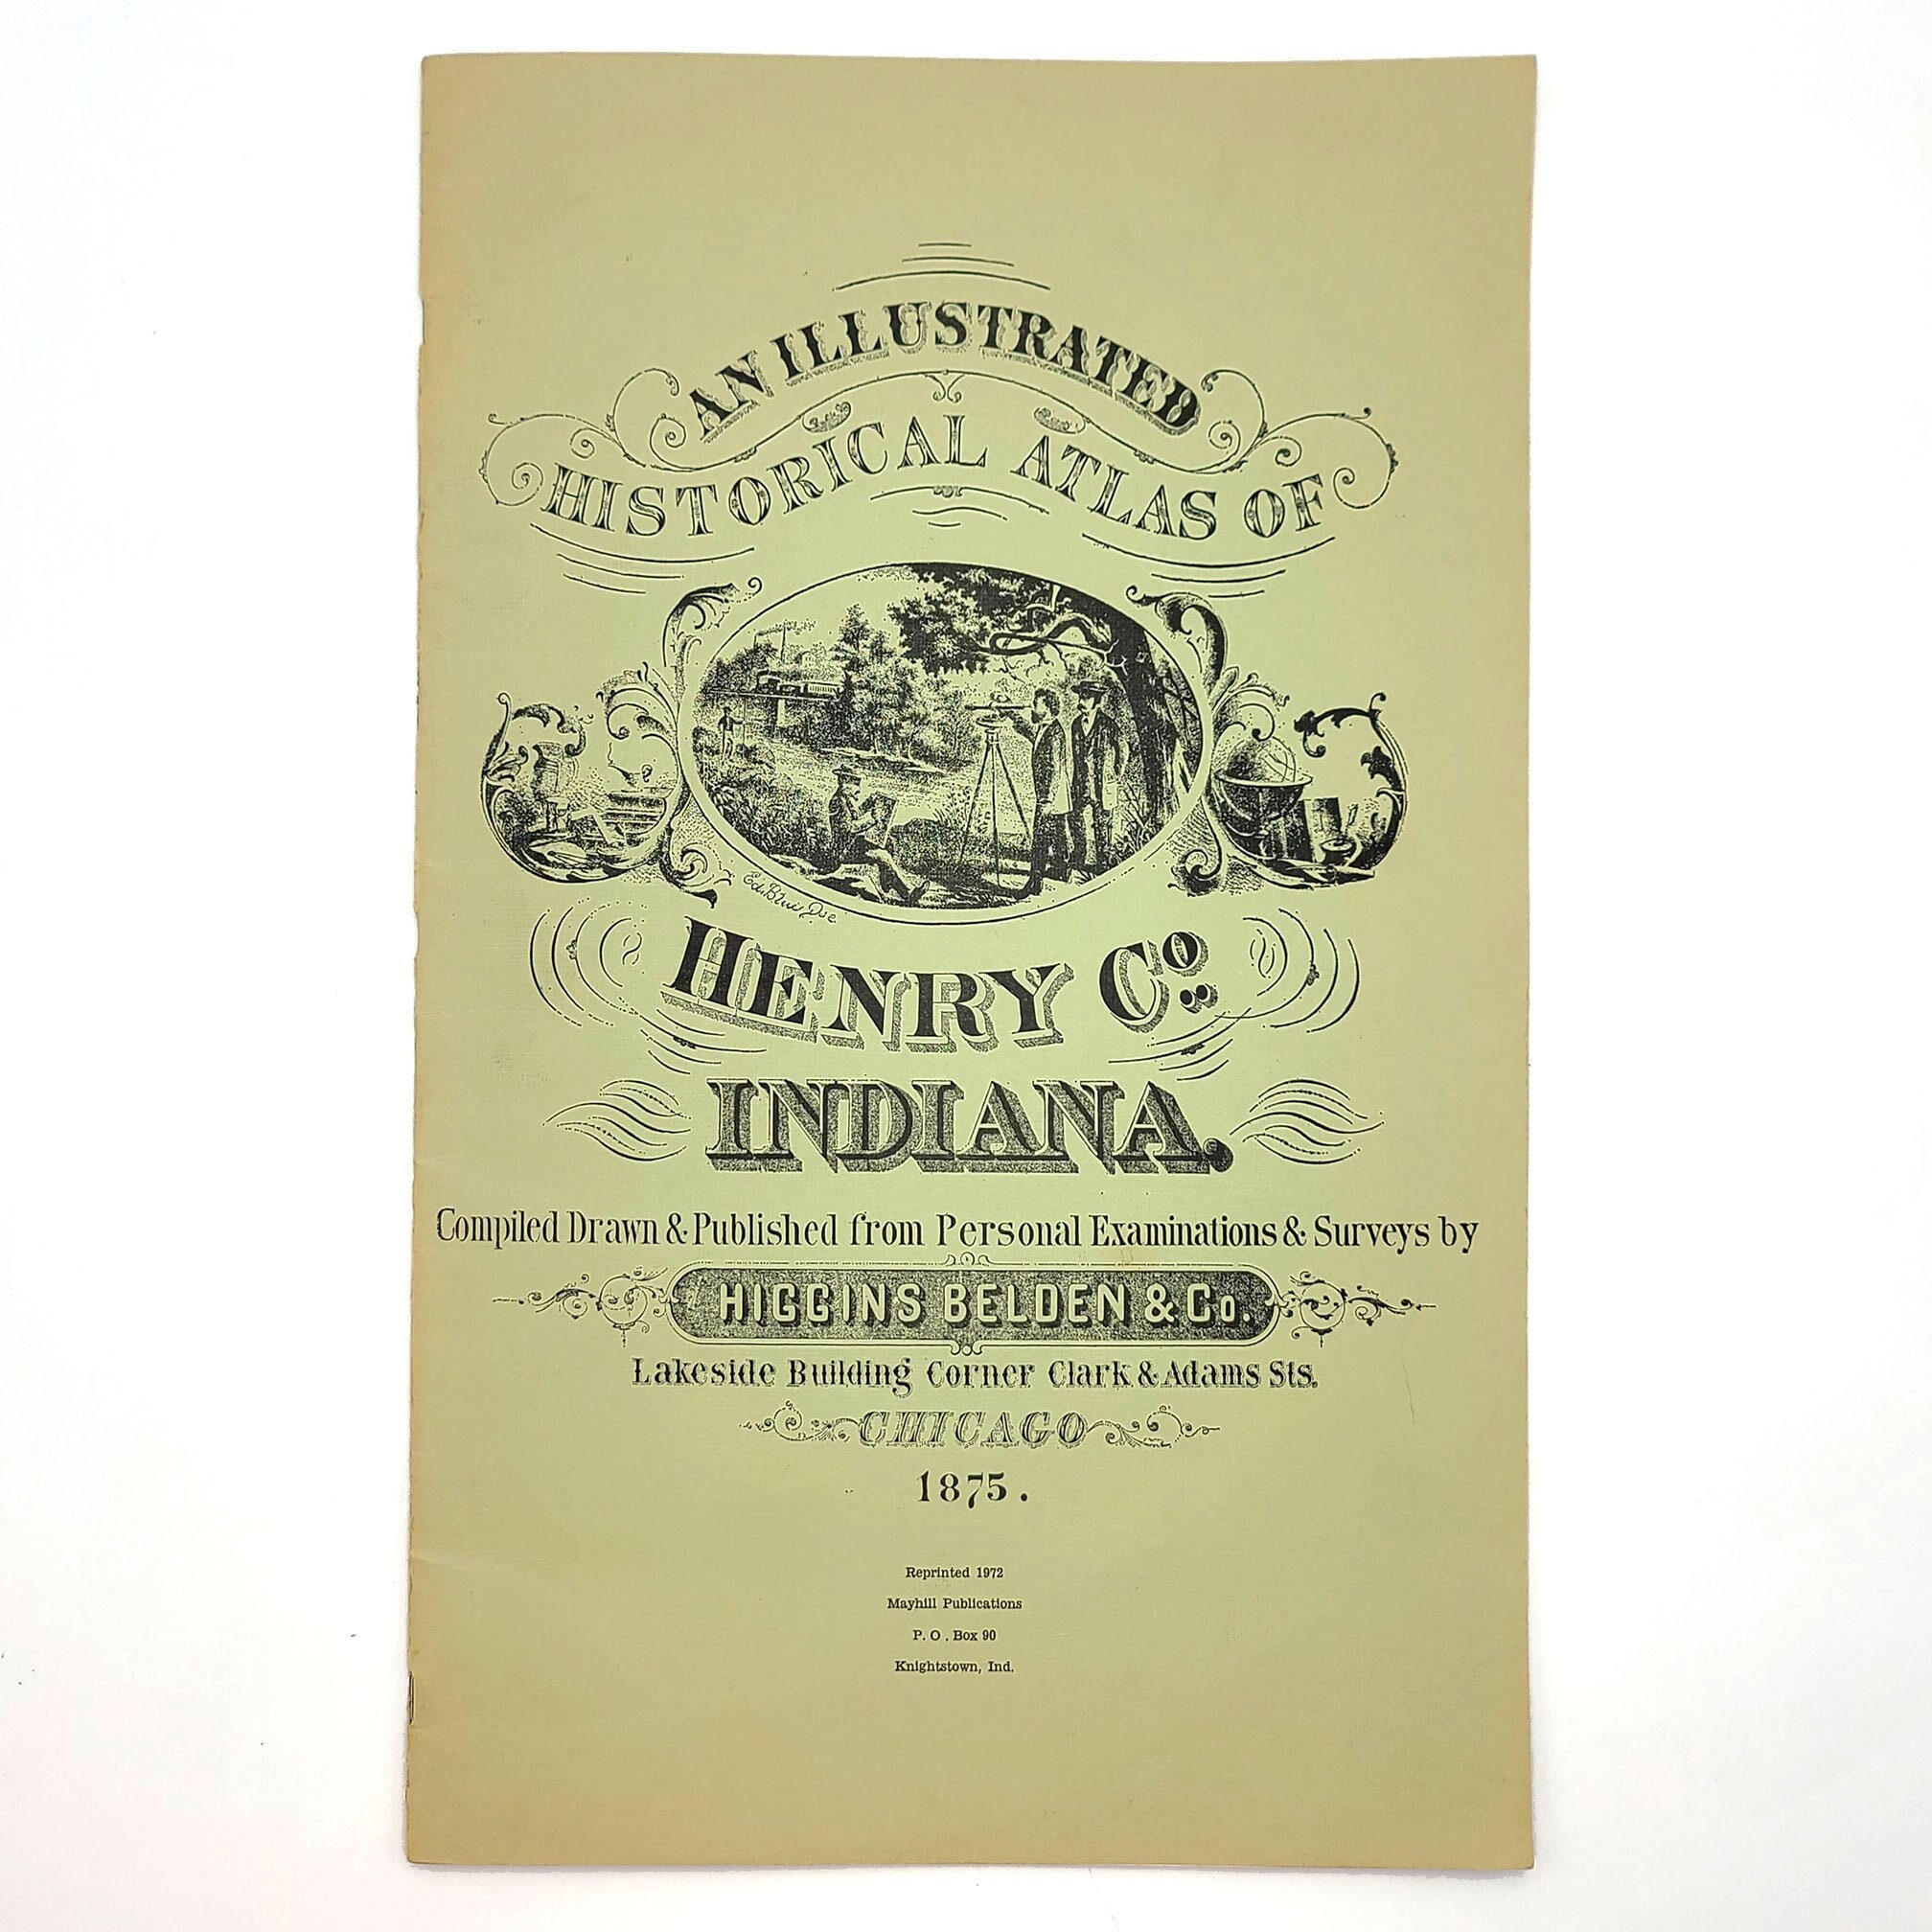 AN ILLUSTRATED
HISTORICAL ATLAS OF
HENRY Co.
INDIANA.
Compiled Drawn & Published from Personal Examinations & Surveys by
HIGGINS BELDEN & Co.
Lakeside Building Corner Clark & Adams Sts.
CHICAGO
1875.
Reprinted 1972
Mayhill Publications
P. O. Box 90
Knightstown, Ind.